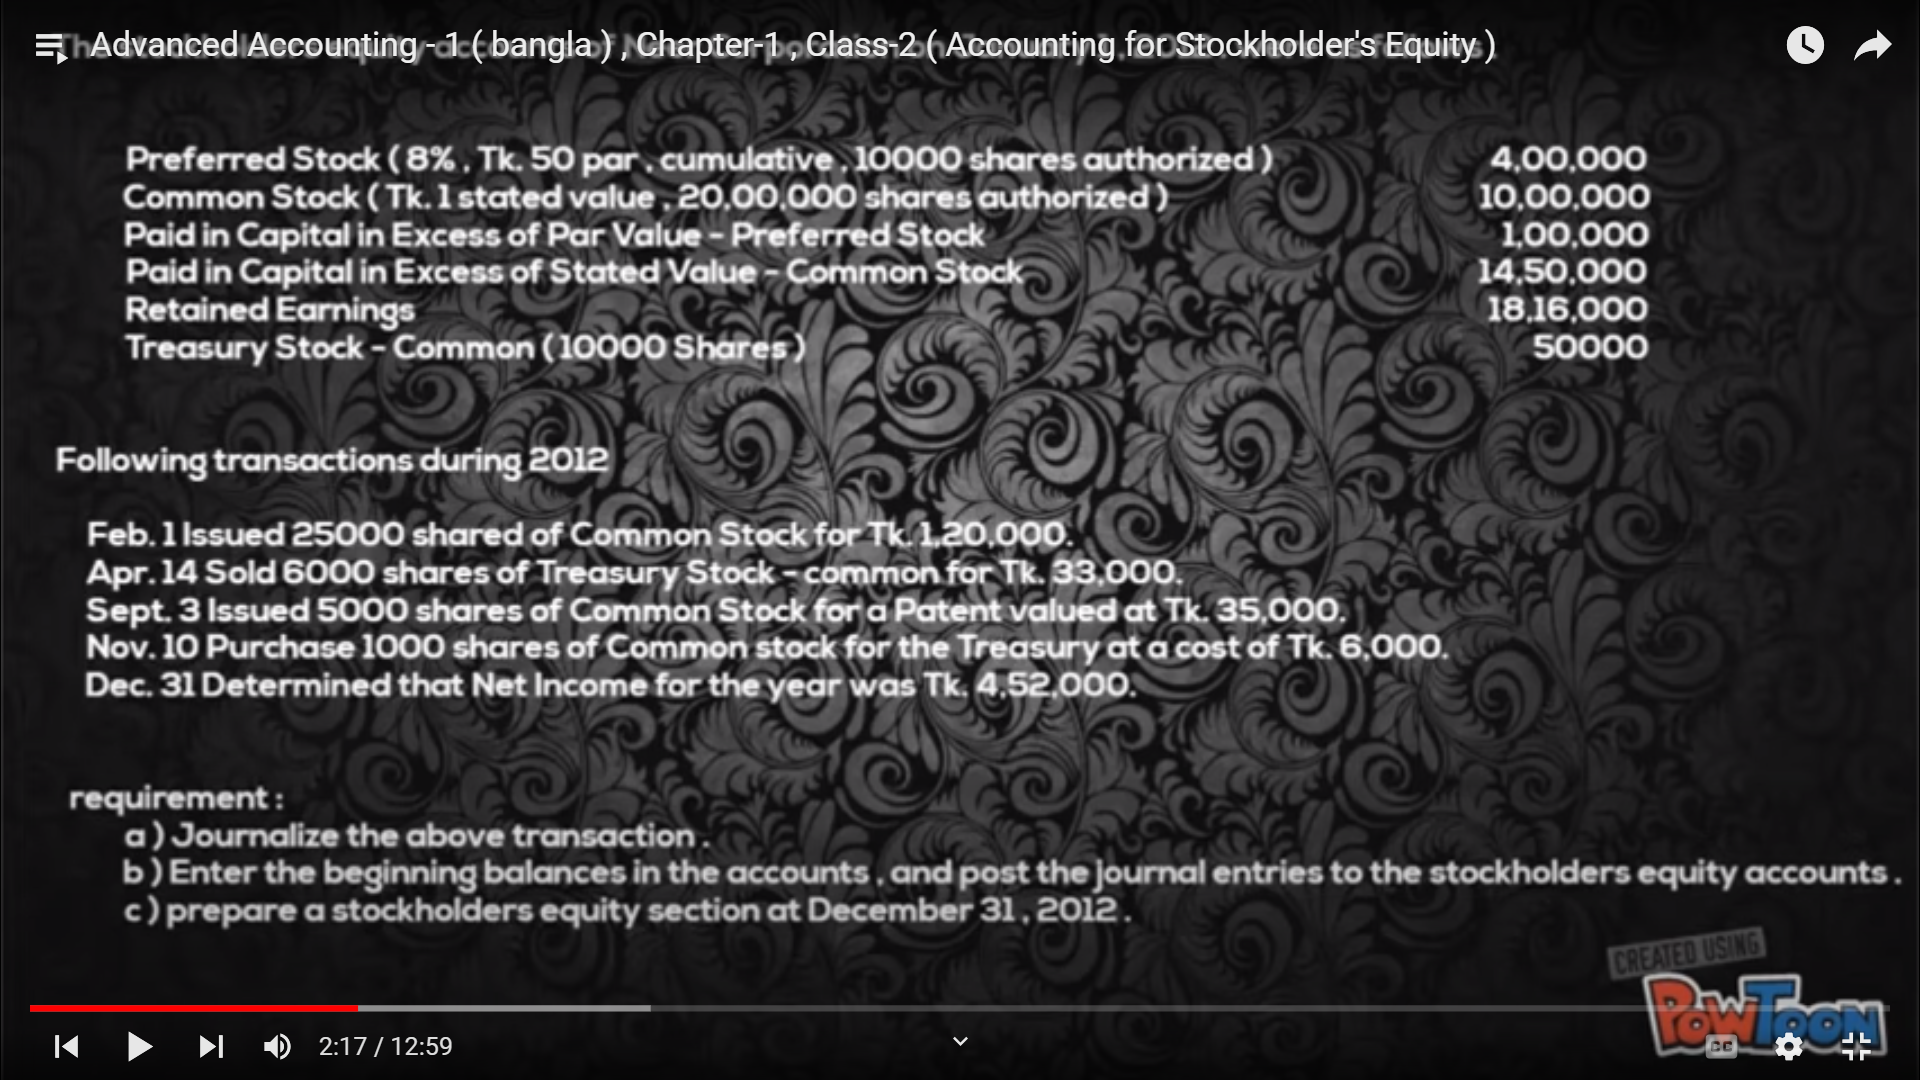 Advanced Accounting - 1 ( bangla ) , Chapter-1 , Class-2 ( Accounting for Stockholder's Equity )
Preferred Stock ( 8% , Tk. 50 par , cumulative , 10000 shares authorized ) 4,00,000
Common Stock ( Tk. 1 stated value , 20,00,000 shares authorized ) 10,00,000
Paid in Capital in Excess of Par Value - Preferred Stock 1,00,000
Paid in Capital in Excess of Stated Value - Common Stock 14,50,000
Retained Earnings 18,16,000
Treasury Stock - Common ( 10000 Shares ) 50000
Following transactions during 2012
Feb. 1 Issued 25000 shared of Common Stock for Tk. 1,20,000.
Apr. 14 Sold 6000 shares of Treasury Stock - common for Tk. 33,000.
Sept. 3 Issued 5000 shares of Common Stock for a Patent valued at Tk. 35,000.
Nov. 10 Purchase 1000 shares of Common stock for the Treasury at a cost of Tk. 6,000.
Dec. 31 Determined that Net Income for the year was Tk. 4,52,000.
requirement :
a ) Journalize the above transaction .
b ) Enter the beginning balances in the accounts , and post the journal entries to the stockholders equity accounts .
c ) prepare a stockholders equity section at December 31 , 2012 .
CREATED USING
POWTOON
2:17 / 12:59
CC